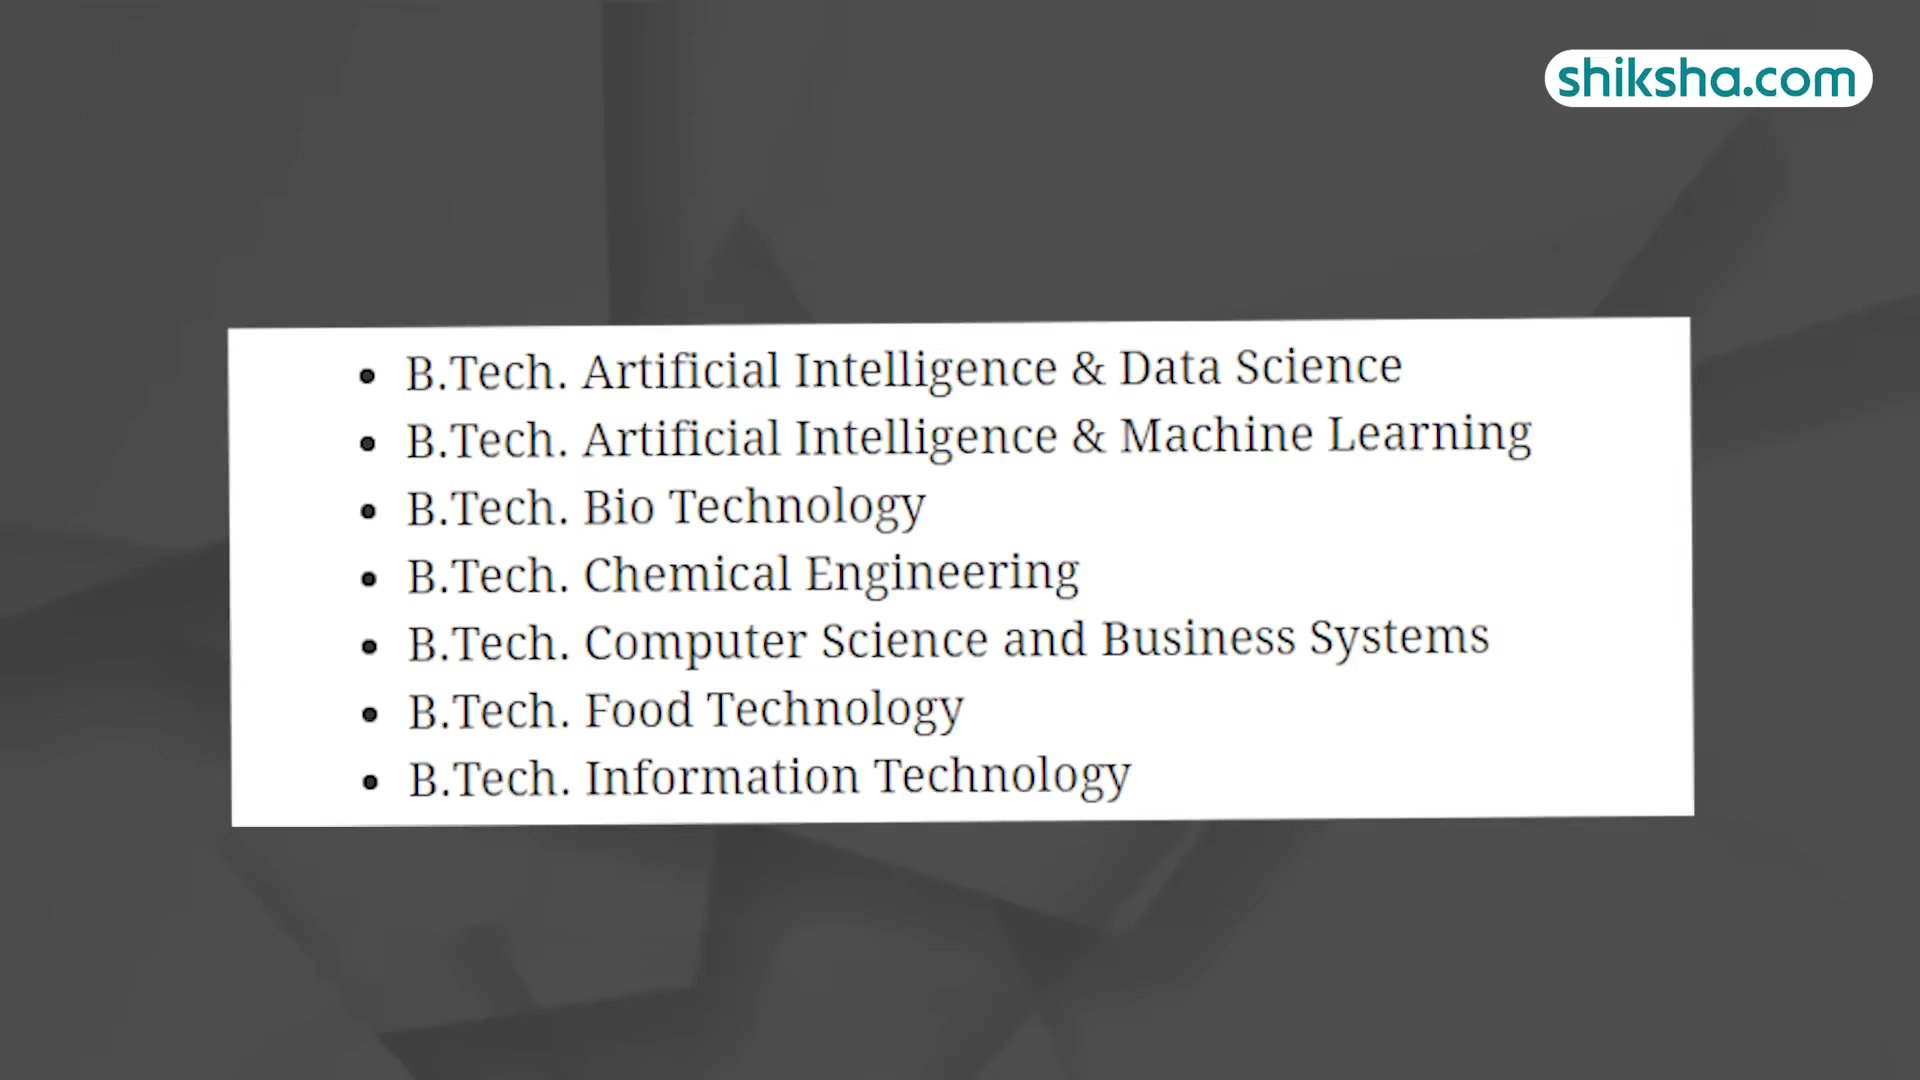 shiksha.com
• B.Tech. Artificial Intelligence & Data Science
• B.Tech. Artificial Intelligence & Machine Learning
• B.Tech. Bio Technology
• B.Tech. Chemical Engineering
• B.Tech. Computer Science and Business Systems
• B.Tech. Food Technology
• B.Tech. Information Technology